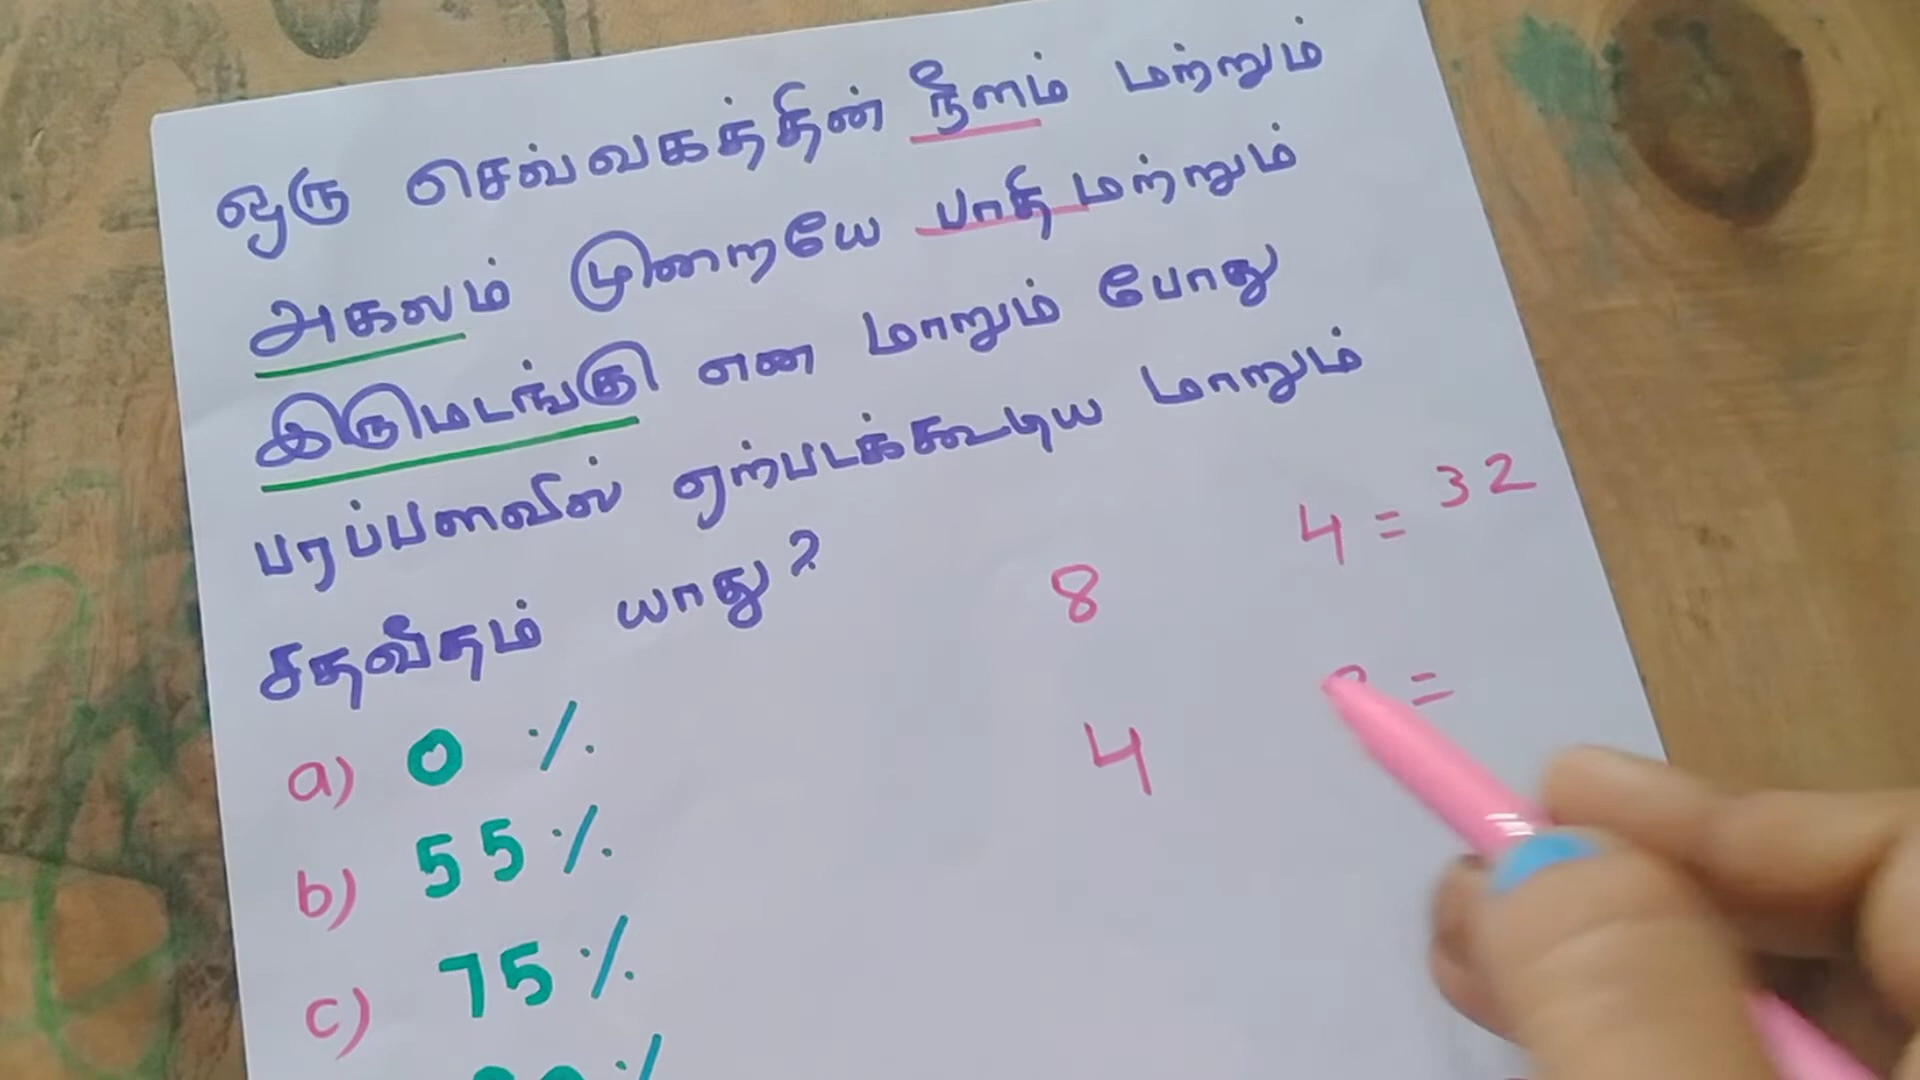 ஒரு செவ்வகத்தின் நீளம் மற்றும்
அகலம் முறையே பாதி மற்றும்
இருமடங்கு என மாறும் போது
பரப்பளவில் ஏற்படக்கூடிய மாறும்
சதவீதம் யாது?
8 4 = 32
4 =
a) 0 %
b) 55 %
c) 75 %